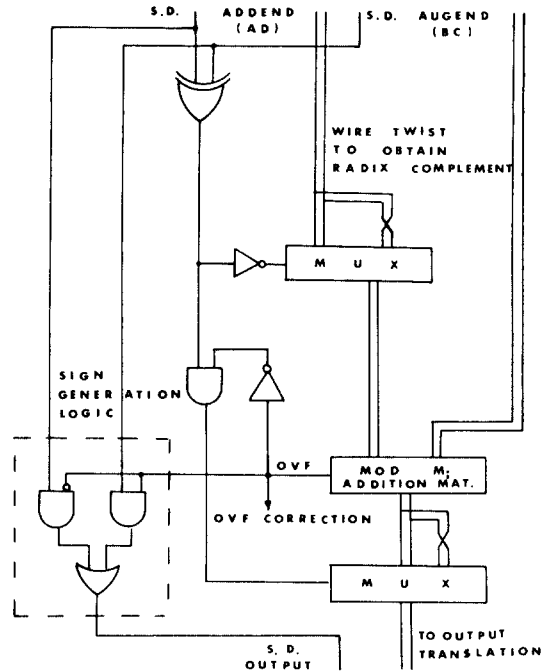 S.D. ADDEND S.D. AUGEND
(AD) (BC)
WIRE TWIST
TO OBTAIN
RADIX COMPLEMENT
M U X
SIGN
GENERATION
LOGIC
OVF
MOD Mi
ADDITION MAT.
OVF CORRECTION
M U X
S. D.
OUTPUT
TO OUTPUT
TRANSLATION